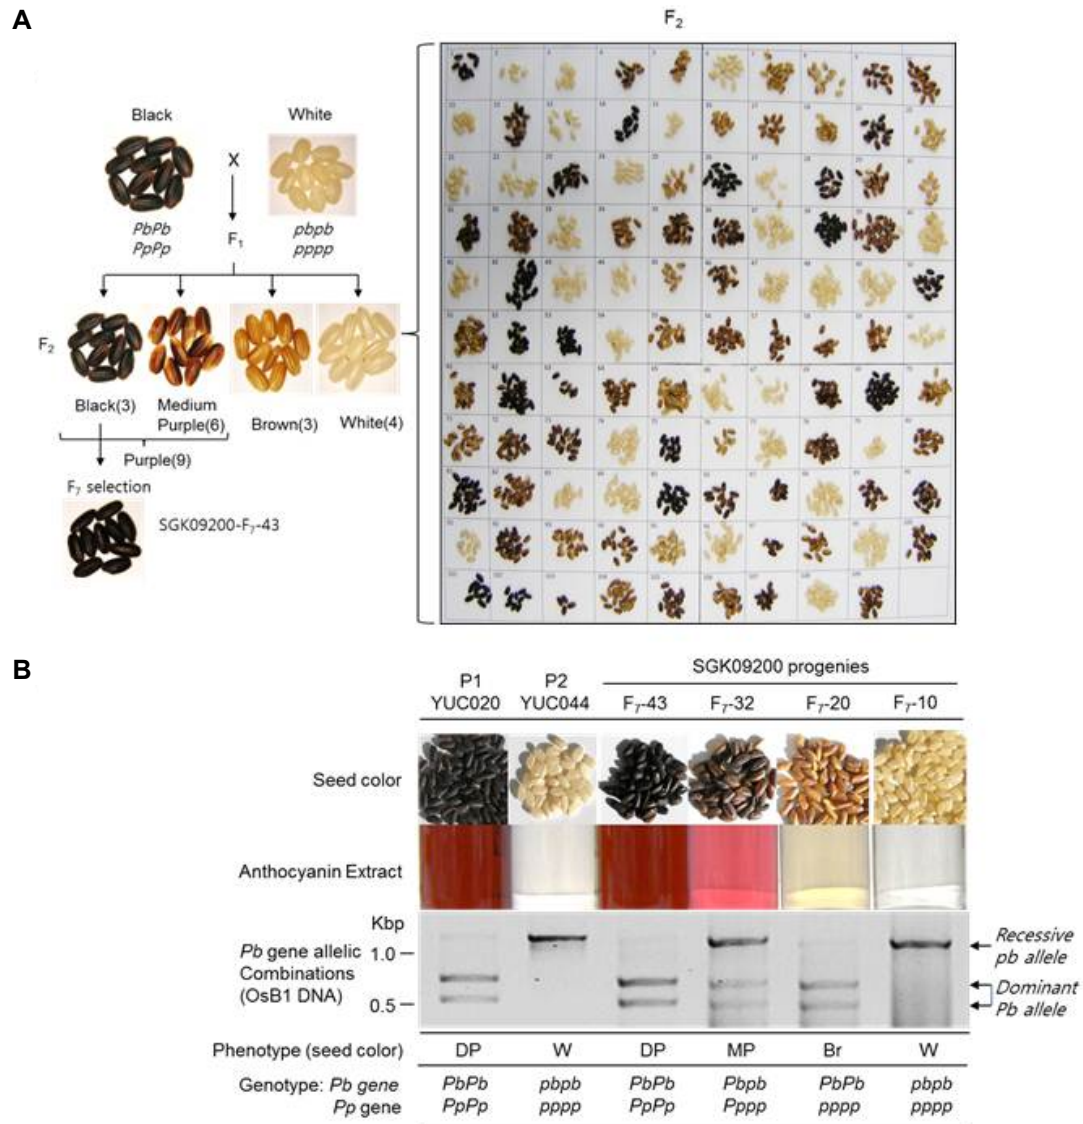 A
F2
Black
White
X
PbPb
PpPp
pbpb
pppp
F1
F2
Black(3)
Medium
Purple(6)
Brown(3)
White(4)
Purple(9)
F7 selection
SGK09200-F7-43
B
P1
YUC020
P2
YUC044
SGK09200 progenies
F7-43
F7-32
F7-20
F7-10
Seed color
Anthocyanin Extract
Kbp
Pb gene allelic
Combinations
(OsB1 DNA)
1.0
0.5
Recessive
pb allele
Dominant
Pb allele
Phenotype (seed color) DP W DP MP Br W
Genotype: Pb gene PbPb pbpb PbPb Pbpb PbPb pbpb
Pp gene PpPp pppp PpPp Pppp pppp pppp